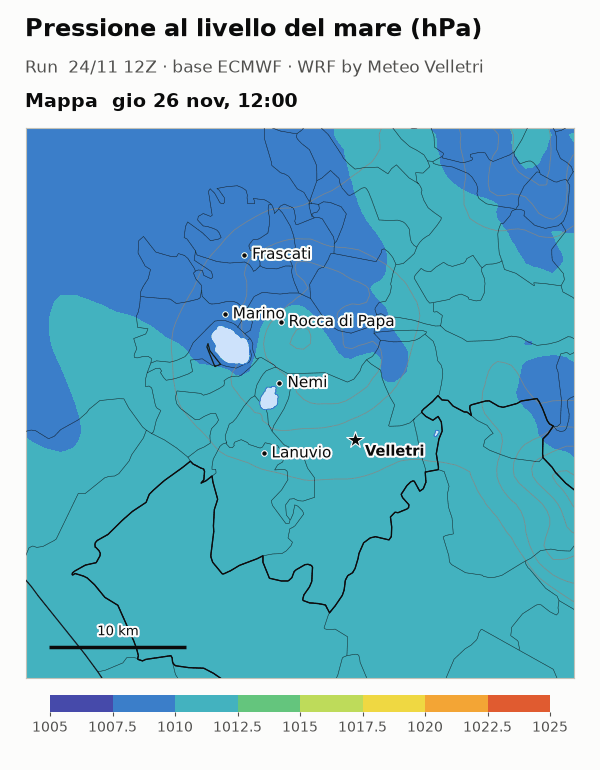 Pressione al livello del mare (hPa)
Run  24/11 12Z · base ECMWF · WRF by Meteo Velletri
Mappa  gio 26 nov, 12:00
Frascati
Marino
Rocca di Papa
Nemi
Velletri
Lanuvio
10 km
1005 1007.5 1010 1012.5 1015 1017.5 1020 1022.5 1025